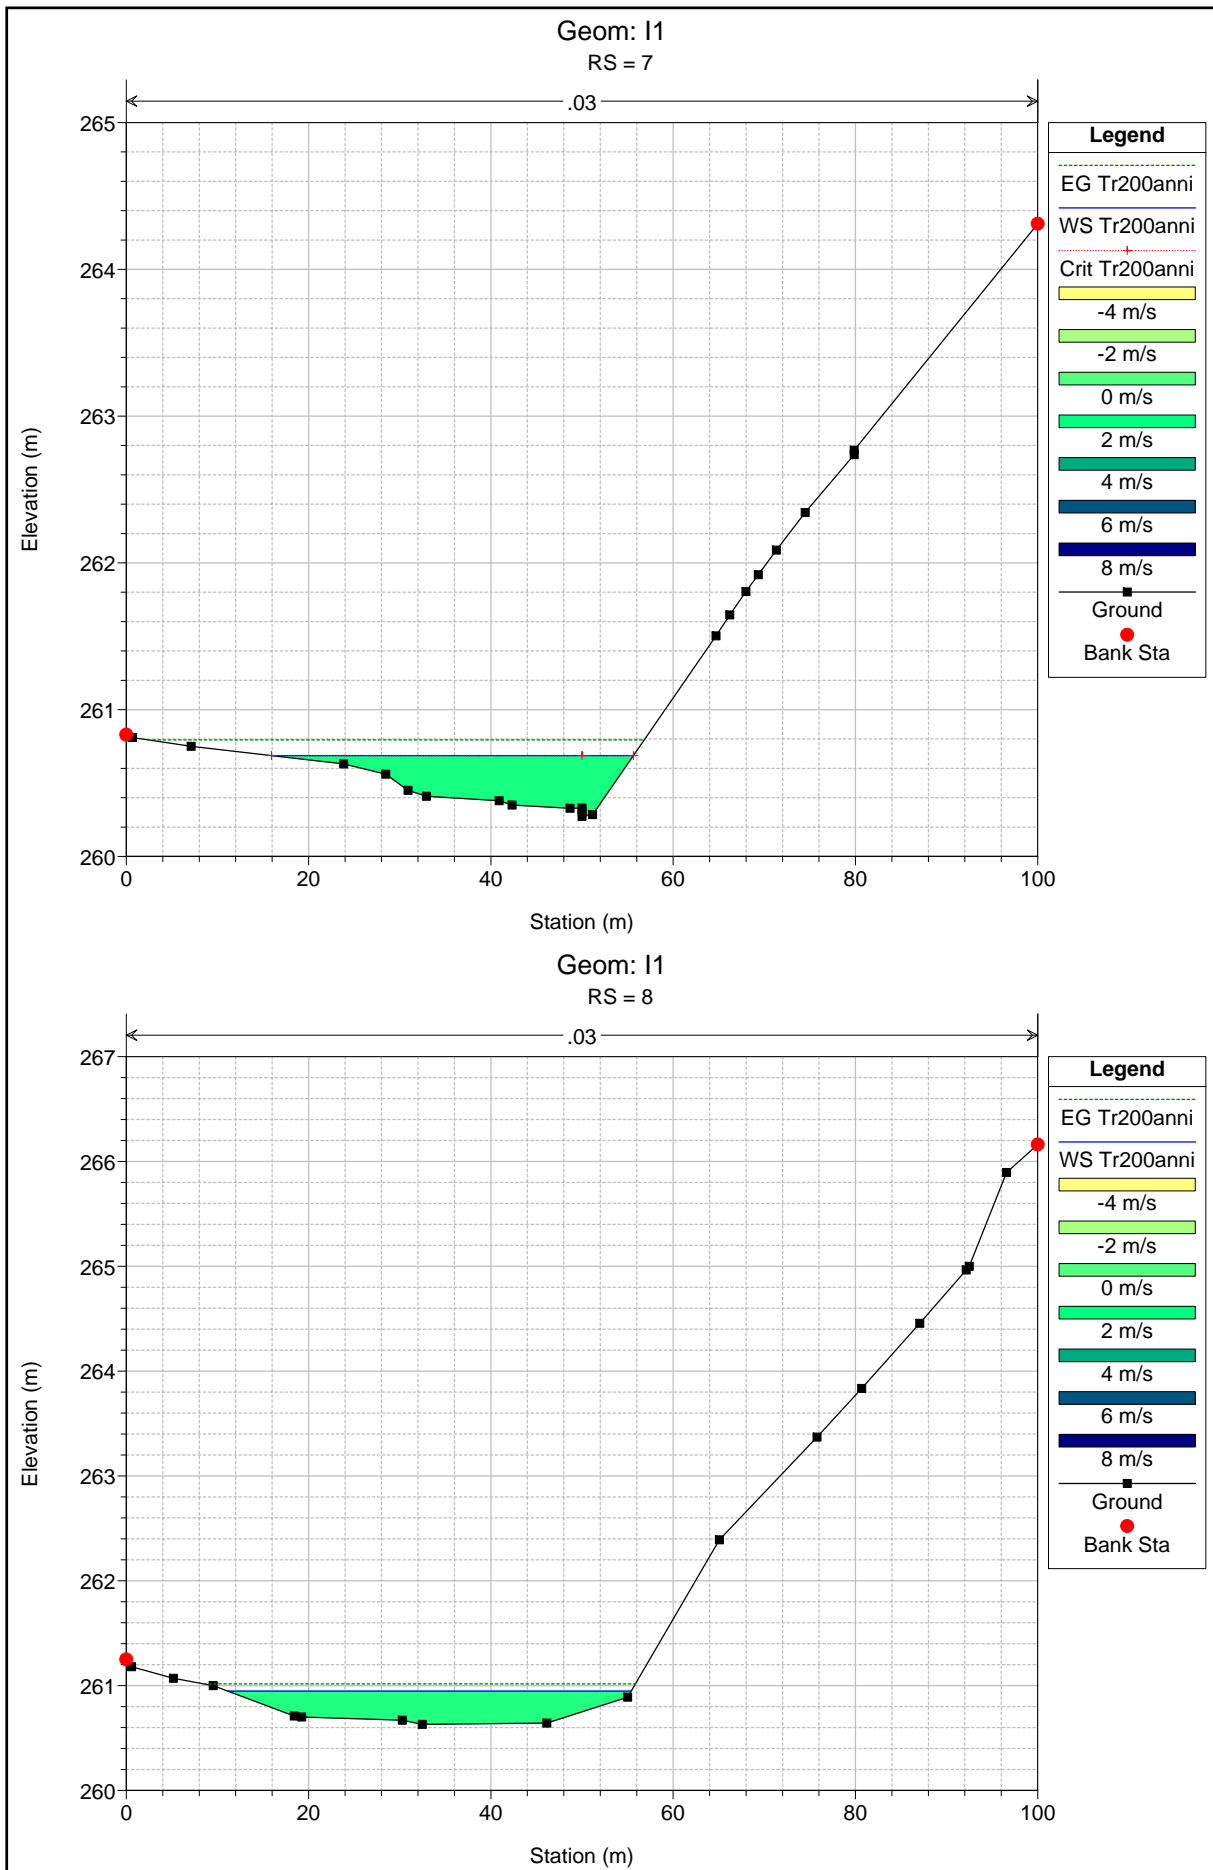 Geom: I1
RS = 7
.03
265
264
263
262
261
260
Elevation (m)
0
20
40
60
80
100
Station (m)
Legend
EG Tr200anni
WS Tr200anni
Crit Tr200anni
-4 m/s
-2 m/s
0 m/s
2 m/s
4 m/s
6 m/s
8 m/s
Ground
Bank Sta
Geom: I1
RS = 8
.03
267
266
265
264
263
262
261
260
Elevation (m)
0
20
40
60
80
100
Station (m)
Legend
EG Tr200anni
WS Tr200anni
-4 m/s
-2 m/s
0 m/s
2 m/s
4 m/s
6 m/s
8 m/s
Ground
Bank Sta